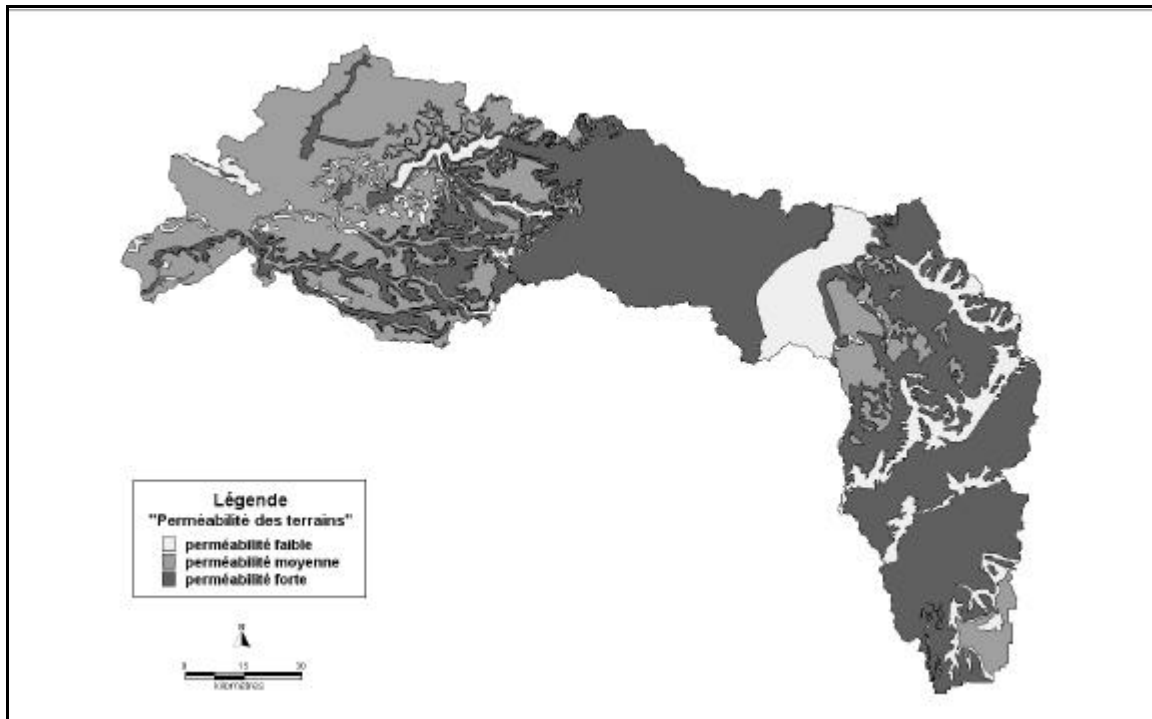 Légende
"Perméabilité des terrains"
perméabilité faible
perméabilité moyenne
perméabilité forte
N
0 15 30
kilomètres